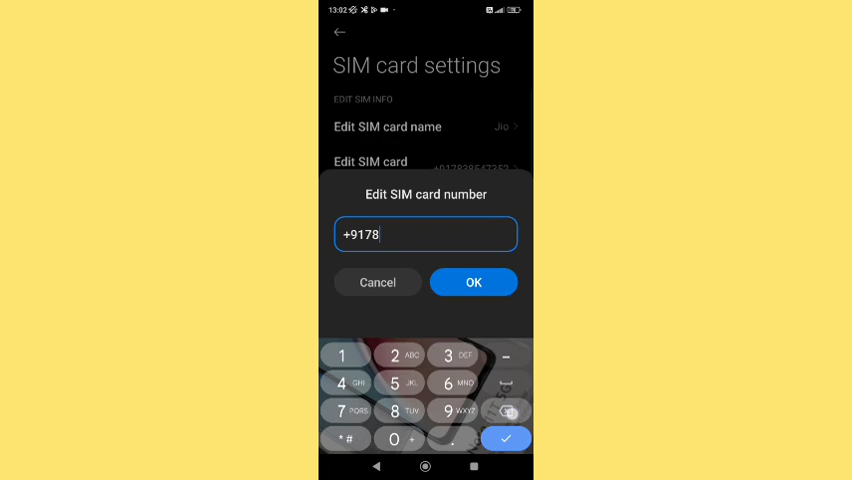 13:02
SIM card settings
EDIT SIM INFO
Edit SIM card name Jio
Edit SIM card
Edit SIM card number
+9178
Cancel OK
1 2 ABC 3 DEF -
4 GHI 5 JKL 6 MNO
7 PQRS 8 TUV 9 WXYZ
*# 0 + .